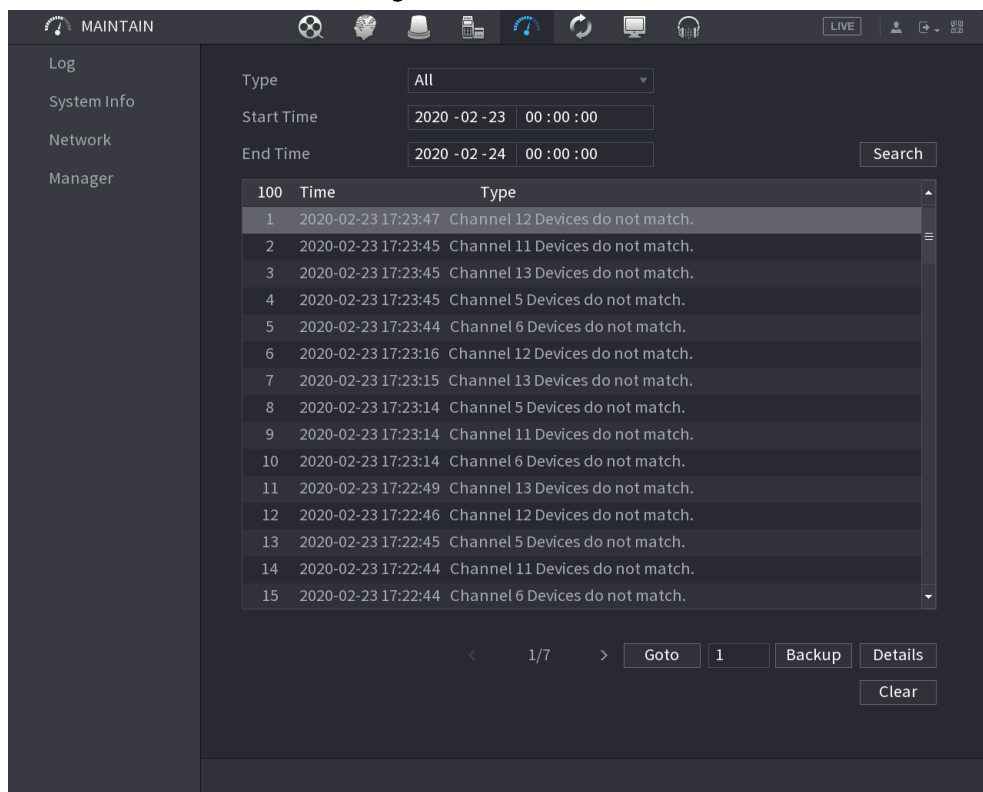 MAINTAIN LIVE
Log
System Info
Network
Manager
Type All
Start Time 2020 -02 -23 00 : 00 : 00
End Time 2020 -02 -24 00 : 00 : 00 Search
100 Time Type
1 2020-02-23 17:23:47 Channel 12 Devices do not match.
2 2020-02-23 17:23:45 Channel 11 Devices do not match.
3 2020-02-23 17:23:45 Channel 13 Devices do not match.
4 2020-02-23 17:23:45 Channel 5 Devices do not match.
5 2020-02-23 17:23:44 Channel 6 Devices do not match.
6 2020-02-23 17:23:16 Channel 12 Devices do not match.
7 2020-02-23 17:23:15 Channel 13 Devices do not match.
8 2020-02-23 17:23:14 Channel 5 Devices do not match.
9 2020-02-23 17:23:14 Channel 11 Devices do not match.
10 2020-02-23 17:23:14 Channel 6 Devices do not match.
11 2020-02-23 17:22:49 Channel 13 Devices do not match.
12 2020-02-23 17:22:46 Channel 12 Devices do not match.
13 2020-02-23 17:22:45 Channel 5 Devices do not match.
14 2020-02-23 17:22:44 Channel 11 Devices do not match.
15 2020-02-23 17:22:44 Channel 6 Devices do not match.
< 1/7 > Goto 1 Backup Details
Clear